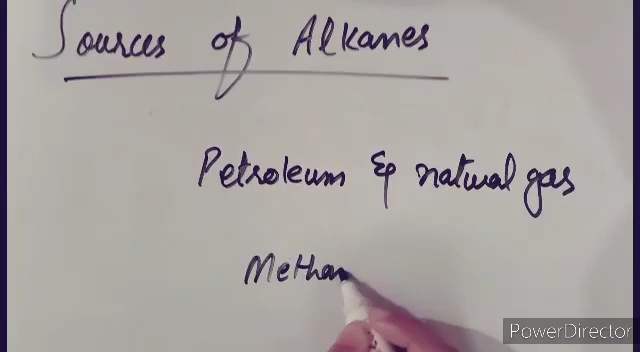 Sources of Alkanes
Petroleum & natural gas
Methan
PowerDirector